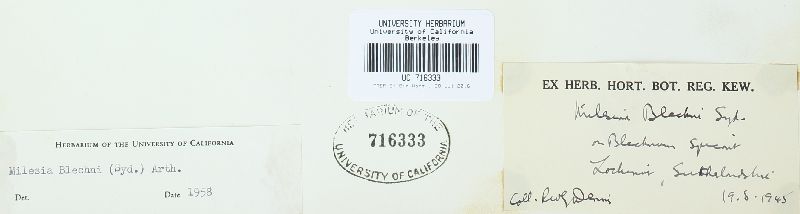 UNIVERSITY HERBARIUM
University of California
Berkeley
UC 716333
HERBARIUM OF THE
716333
UNIVERSITY OF CALIFORNIA
HERBARIUM OF THE UNIVERSITY OF CALIFORNIA
Milesia Blechni (Syd.) Arth.
Det.
Date 1958
EX HERB. HORT. BOT. REG. KEW.
Milesina Blechni Syd.
on Blechnum Spicant
Lochinver, Sutherlandshire
19.8.1945
Coll. RWG Dennis